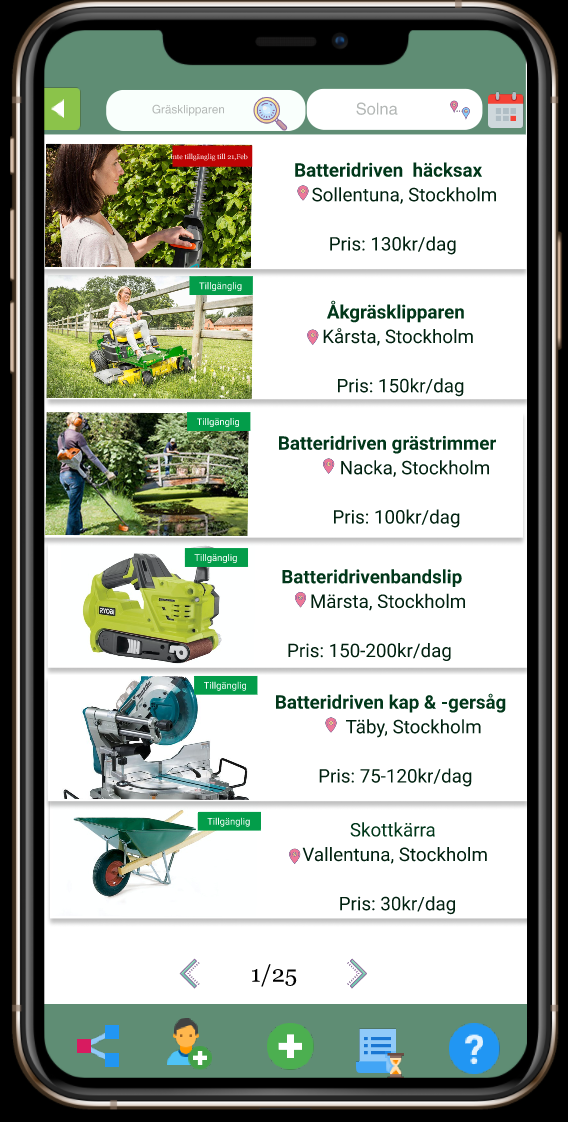 Gräsklipparen
Solna
Inte tillgänglig till 21,Feb
Batteridriven häcksax
Sollentuna, Stockholm
Pris: 130kr/dag
Tillgänglig
Åkgräsklipparen
Kårsta, Stockholm
Pris: 150kr/dag
Tillgänglig
Batteridriven grästrimmer
Nacka, Stockholm
Pris: 100kr/dag
Tillgänglig
RYOBI
Batteridrivenbandslip
Märsta, Stockholm
Pris: 150-200kr/dag
Tillgänglig
Batteridriven kap & -gersåg
Täby, Stockholm
Pris: 75-120kr/dag
Tillgänglig
Skottkärra
Vallentuna, Stockholm
Pris: 30kr/dag
1/25
?